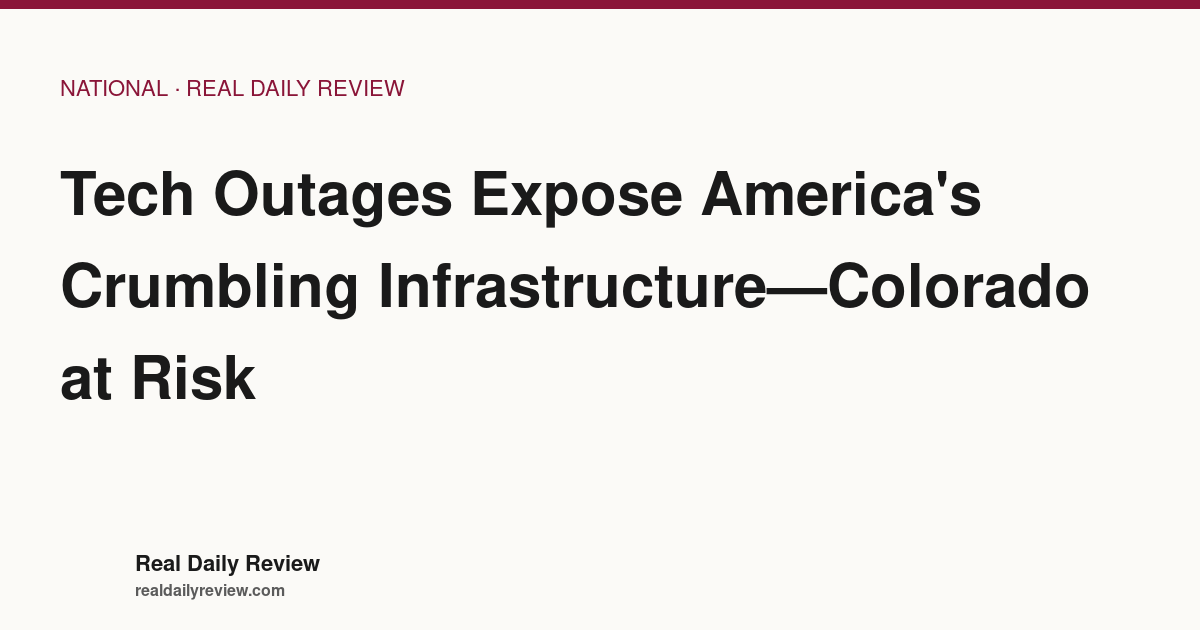 NATIONAL · REAL DAILY REVIEW
Tech Outages Expose America's
Crumbling Infrastructure—Colorado
at Risk
Real Daily Review
realdailyreview.com